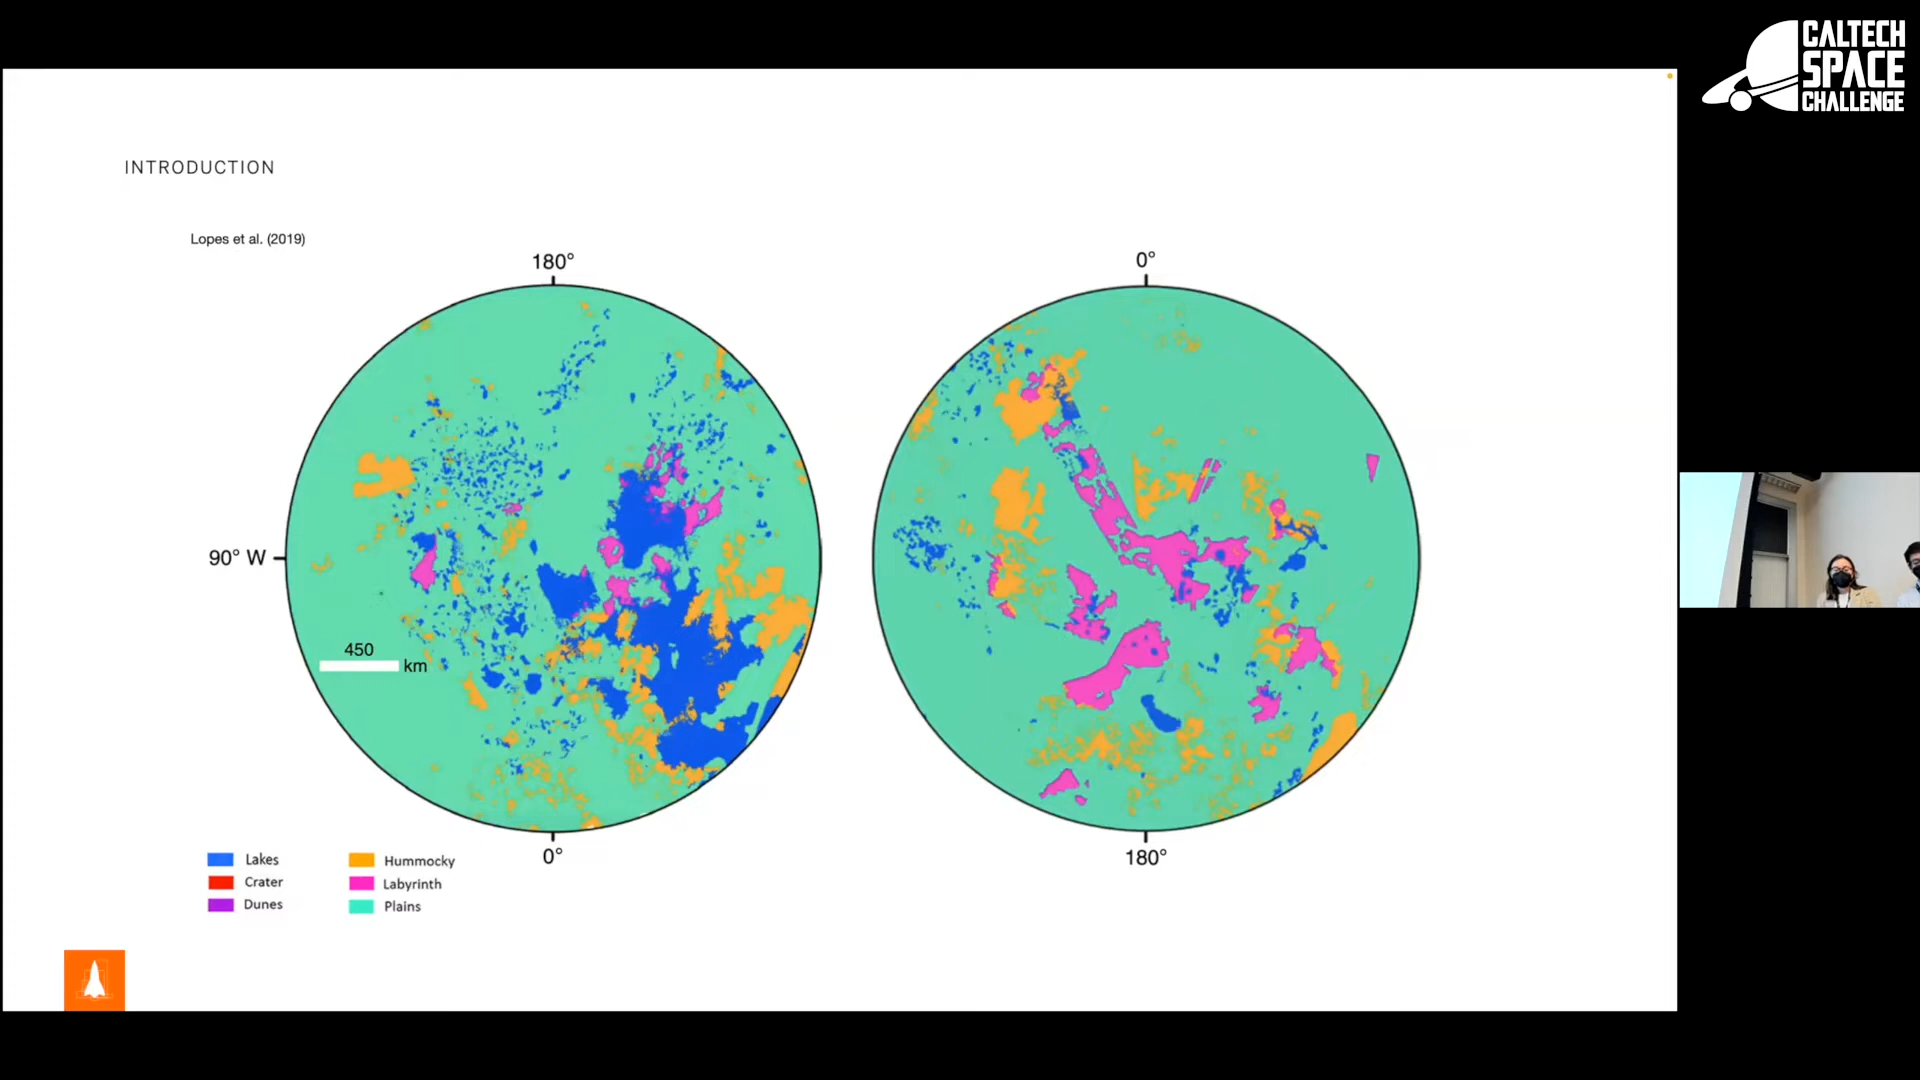 CALTECH
SPACE
CHALLENGE
INTRODUCTION
Lopes et al. (2019)
180°
0°
90° W
450
km
0°
180°
Lakes
Hummocky
Crater
Labyrinth
Dunes
Plains